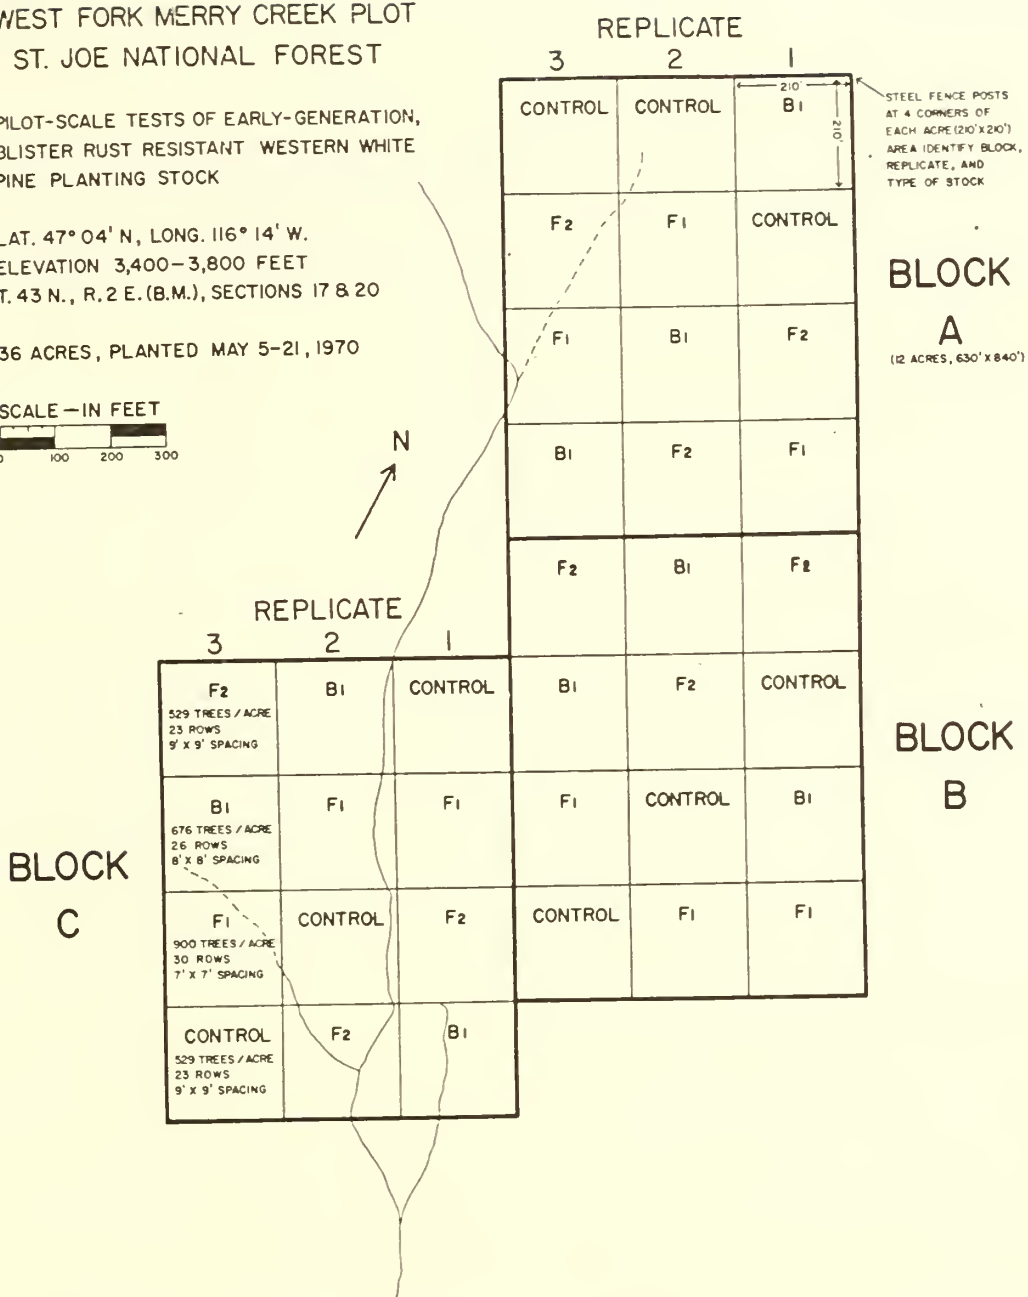 WEST FORK MERRY CREEK PLOT
ST. JOE NATIONAL FOREST
PILOT-SCALE TESTS OF EARLY-GENERATION,
BLISTER RUST RESISTANT WESTERN WHITE
PINE PLANTING STOCK
LAT. 47° 04' N, LONG. 116° 14' W.
ELEVATION 3,400-3,800 FEET
T. 43 N., R. 2 E. (B.M.), SECTIONS 17 & 20
36 ACRES, PLANTED MAY 5-21, 1970
SCALE-IN FEET
0 100 200 300
N
REPLICATE
3 2 1
CONTROL CONTROL B1
210'
210'
STEEL FENCE POSTS
AT 4 CORNERS OF
EACH ACRE (210' X 210')
AREA IDENTIFY BLOCK,
REPLICATE, AND
TYPE OF STOCK
F2 F1 CONTROL
F1 B1 F2
B1 F2 F1
BLOCK
A
(12 ACRES, 630' X 840')
F2 B1 F2
B1 F2 CONTROL
F1 CONTROL B1
CONTROL F1 F1
BLOCK
B
REPLICATE
3 2 1
F2 B1 CONTROL
529 TREES / ACRE
23 ROWS
9' X 9' SPACING
B1 F1 F1
676 TREES / ACRE
26 ROWS
8' X 8' SPACING
F1 CONTROL F2
900 TREES / ACRE
30 ROWS
7' X 7' SPACING
CONTROL F2 B1
529 TREES / ACRE
23 ROWS
9' X 9' SPACING
BLOCK
C